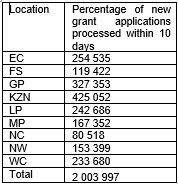 Location Percentage of new
grant applications
processed within 10
days
EC 254 535
FS 119 422
GP 327 353
KZN 425 052
LP 242 686
MP 167 352
NC 80 518
NW 153 399
WC 233 680
Total 2 003 997